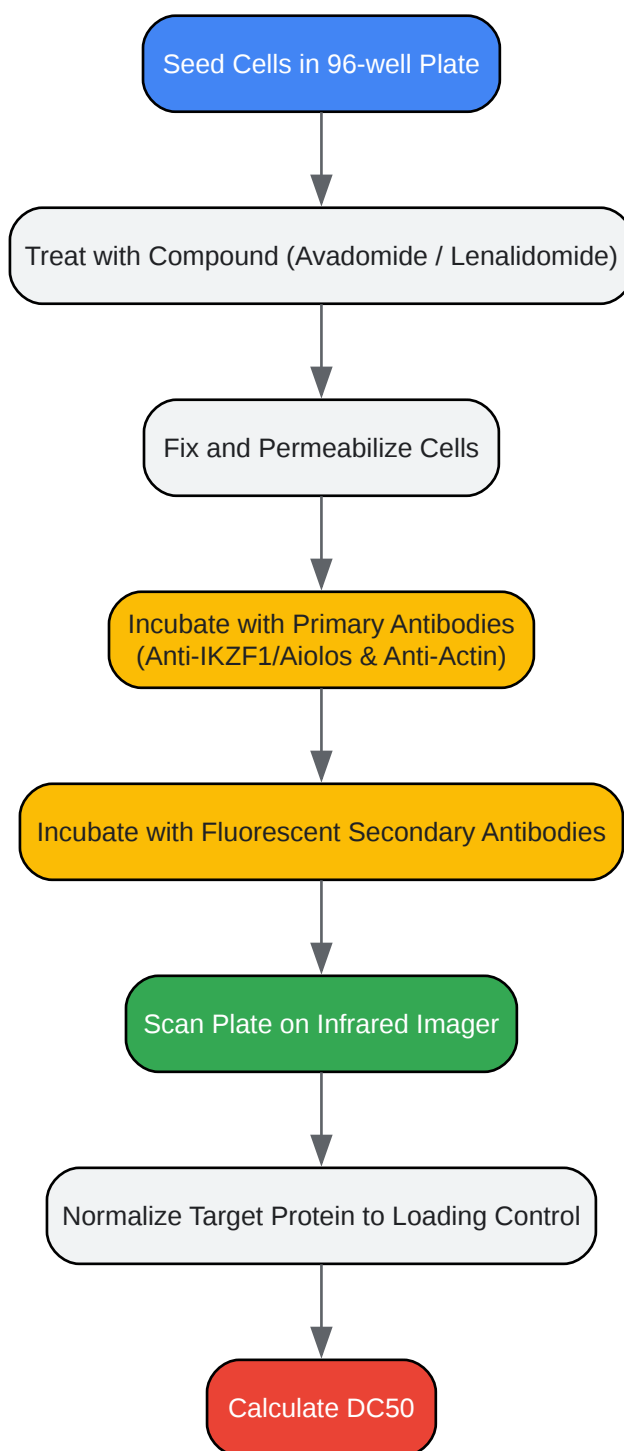 Seed Cells in 96-well Plate
Treat with Compound (Avadomide / Lenalidomide)
Fix and Permeabilize Cells
Incubate with Primary Antibodies
(Anti-IKZF1/Aiolos & Anti-Actin)
Incubate with Fluorescent Secondary Antibodies
Scan Plate on Infrared Imager
Normalize Target Protein to Loading Control
Calculate DC50